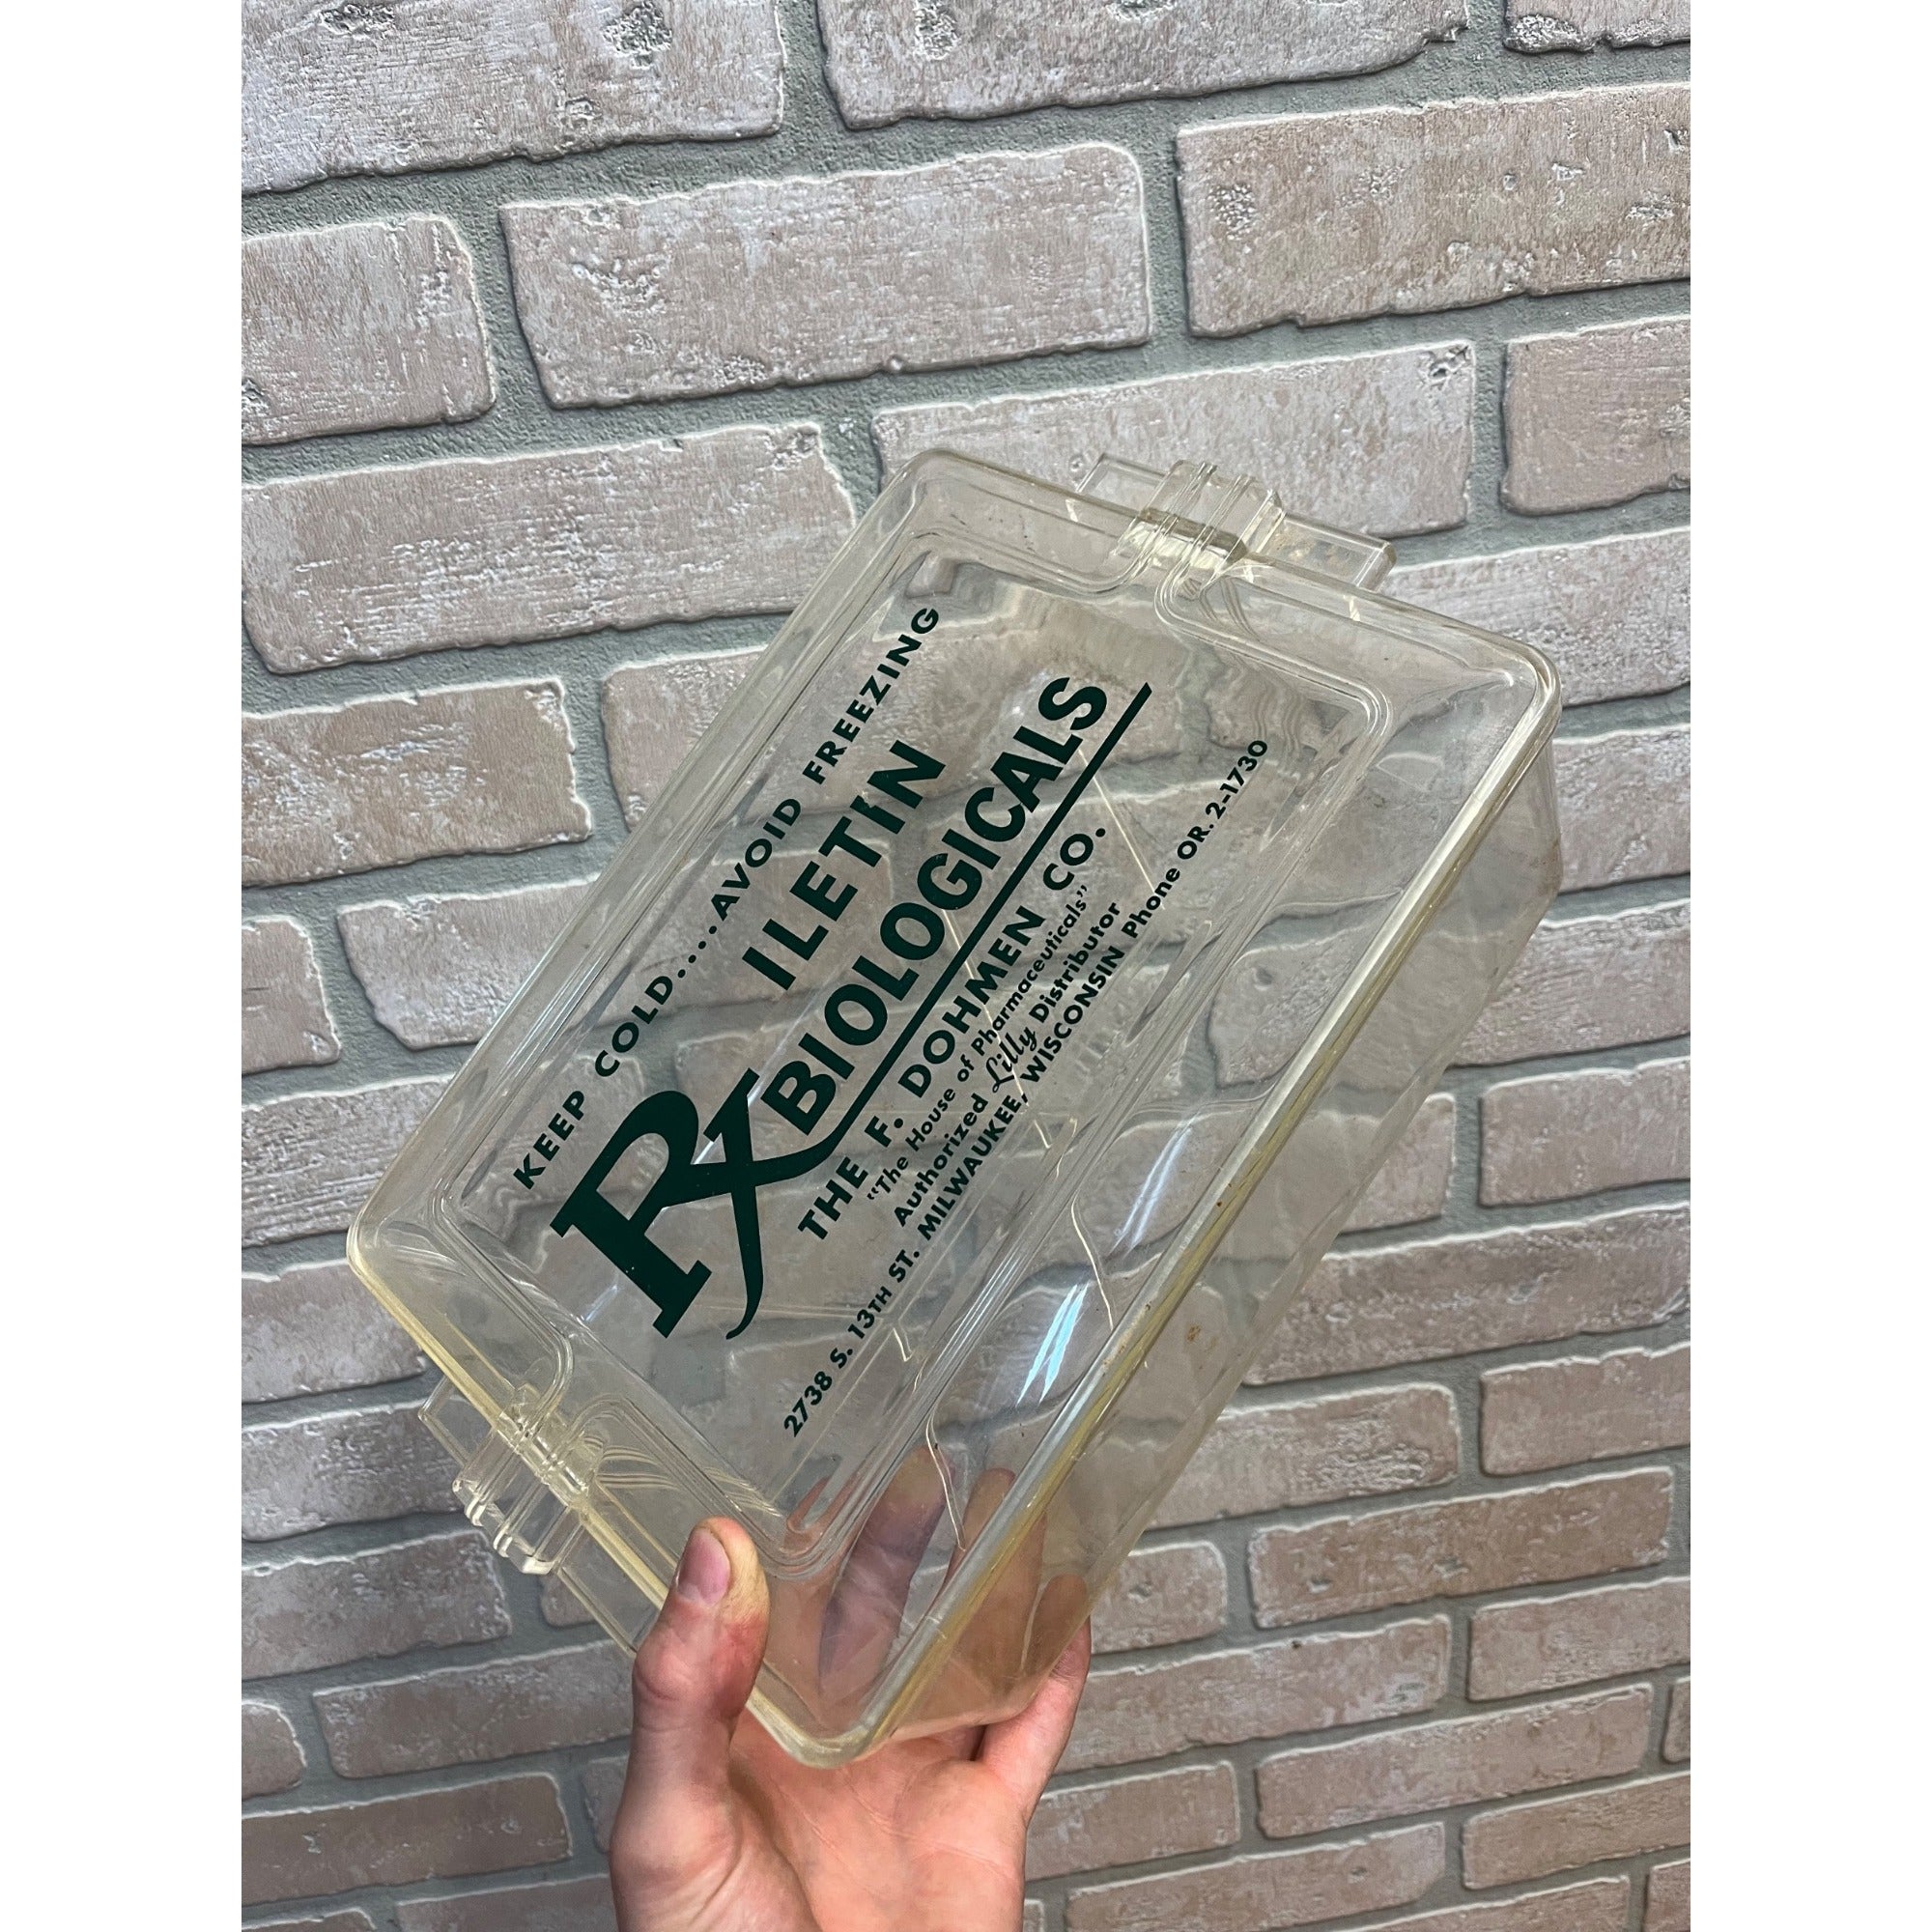 KEEP COLD.....AVOID FREEZING
ILETIN
Rx BIOLOGICALS
THE F. DOHMEN CO.
"The House of Pharmaceuticals"
Authorized Lilly Distributor
2738 S. 13TH ST. MILWAUKEE, WISCONSIN Phone OR. 2-1730